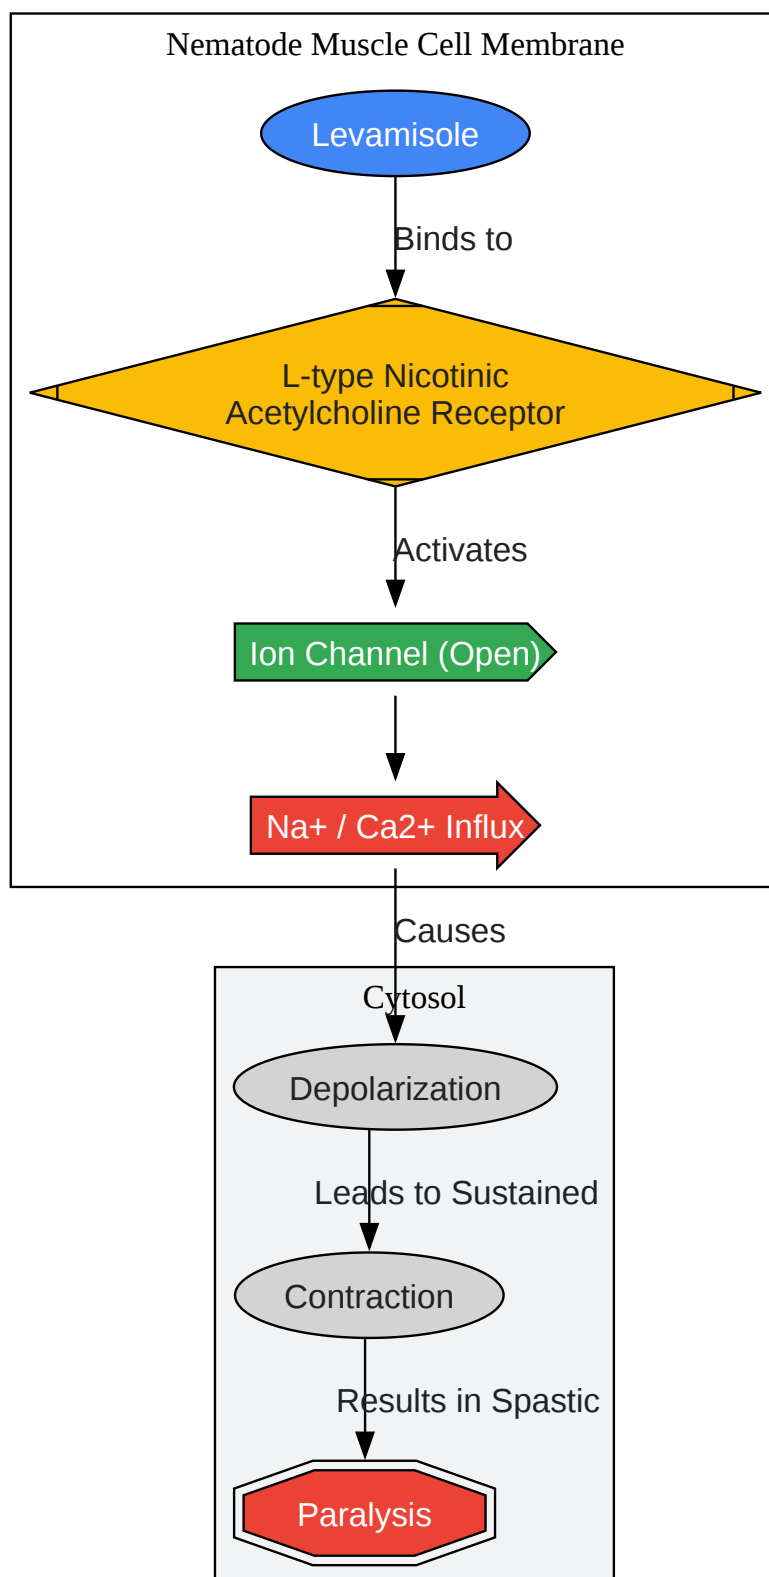 Nematode Muscle Cell Membrane
Levamisole
Binds to
L-type Nicotinic
Acetylcholine Receptor
Activates
Ion Channel (Open)
Na+ / Ca2+ Influx
Causes
Cytosol
Depolarization
Leads to Sustained
Contraction
Results in Spastic
Paralysis